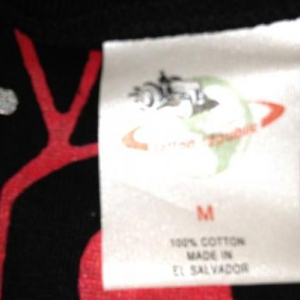 M
100% COTTON
MADE IN
EL SALVADOR